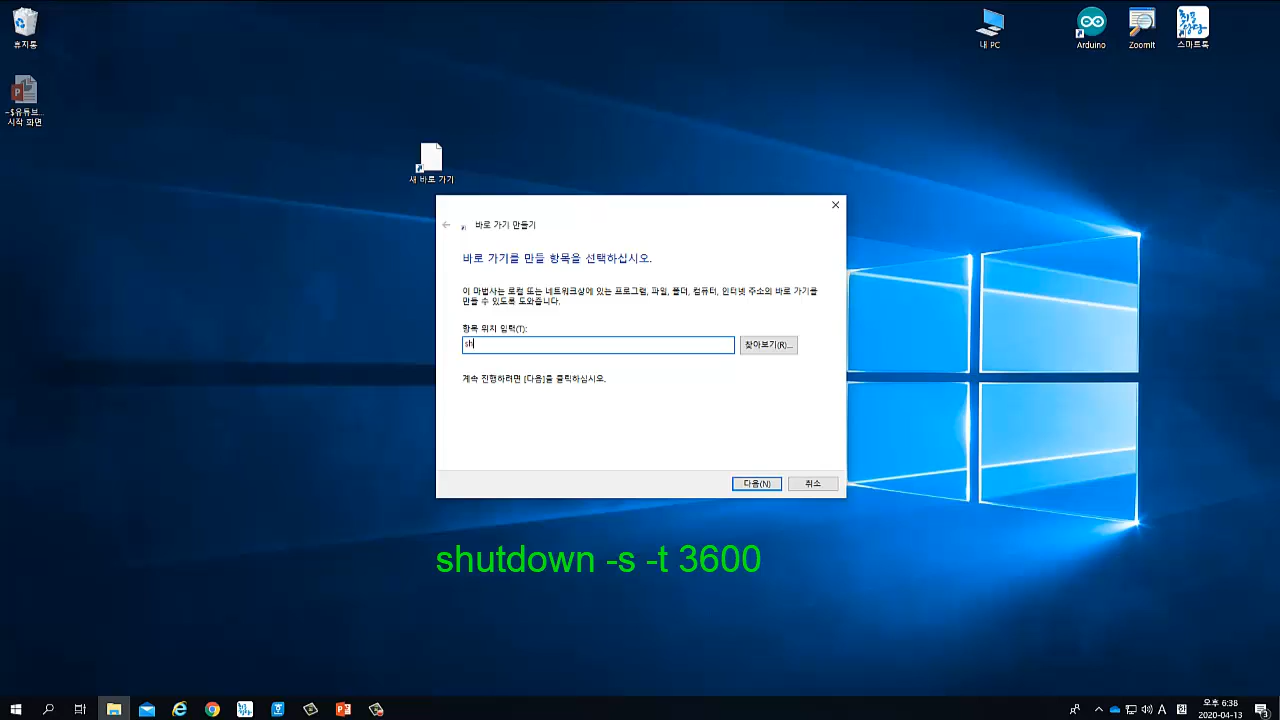 휴지통
내 PC
Arduino
ZoomIt
스마트톡
~$유튜브...
시작 화면
새 바로 가기
바로 가기 만들기
바로 가기를 만들 항목을 선택하십시오.
이 마법사는 로컬 또는 네트워크상에 있는 프로그램, 파일, 폴더, 컴퓨터, 인터넷 주소의 바로 가기를
만들 수 있도록 도와줍니다.
항목 위치 입력(T):
sh
찾아보기(R)...
계속 진행하려면 [다음]를 클릭하십시오.
다음(N)
취소
shutdown -s -t 3600
A
오후 6:38
2020-04-13
3